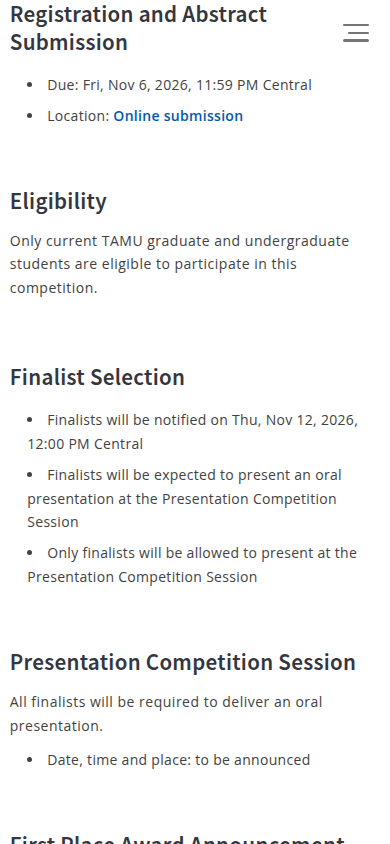 Registration and Abstract
Submission
• Due: Fri, Nov 6, 2026, 11:59 PM Central
• Location: Online submission
Eligibility
Only current TAMU graduate and undergraduate
students are eligible to participate in this
competition.
Finalist Selection
• Finalists will be notified on Thu, Nov 12, 2026,
12:00 PM Central
• Finalists will be expected to present an oral
presentation at the Presentation Competition
Session
• Only finalists will be allowed to present at the
Presentation Competition Session
Presentation Competition Session
All finalists will be required to deliver an oral
presentation.
• Date, time and place: to be announced
First Place Award Announcement